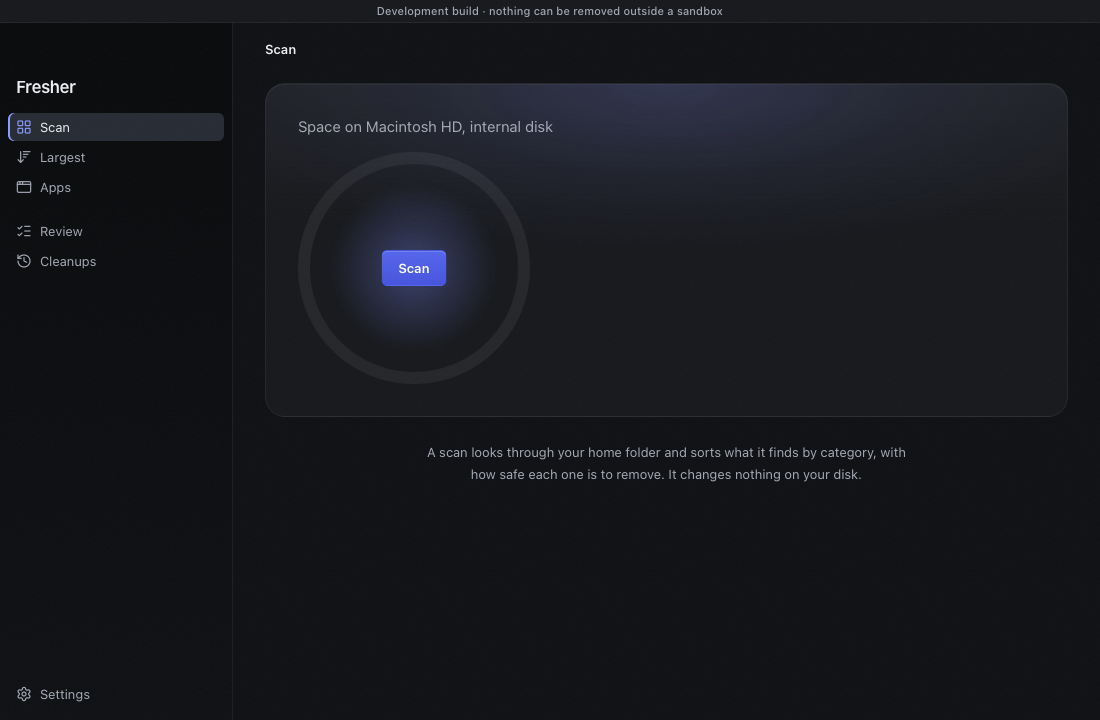 Development build · nothing can be removed outside a sandbox
Fresher
Scan
Largest
Apps
Review
Cleanups
Settings
Scan
Space on Macintosh HD, internal disk
Scan
A scan looks through your home folder and sorts what it finds by category, with
how safe each one is to remove. It changes nothing on your disk.